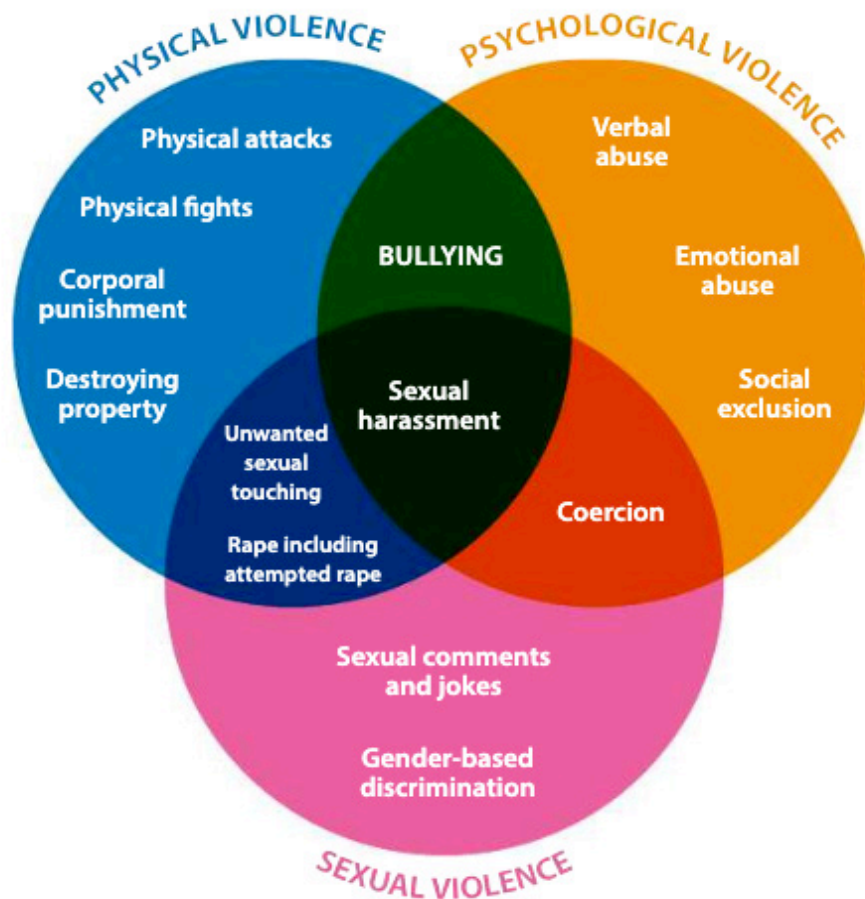 PHYSICAL VIOLENCE
PSYCHOLOGICAL VIOLENCE
Physical attacks
Physical fights
Corporal
punishment
Destroying
property
BULLYING
Verbal
abuse
Emotional
abuse
Social
exclusion
Sexual
harassment
Unwanted
sexual
touching
Rape including
attempted rape
Coercion
Sexual comments
and jokes
Gender-based
discrimination
SEXUAL VIOLENCE